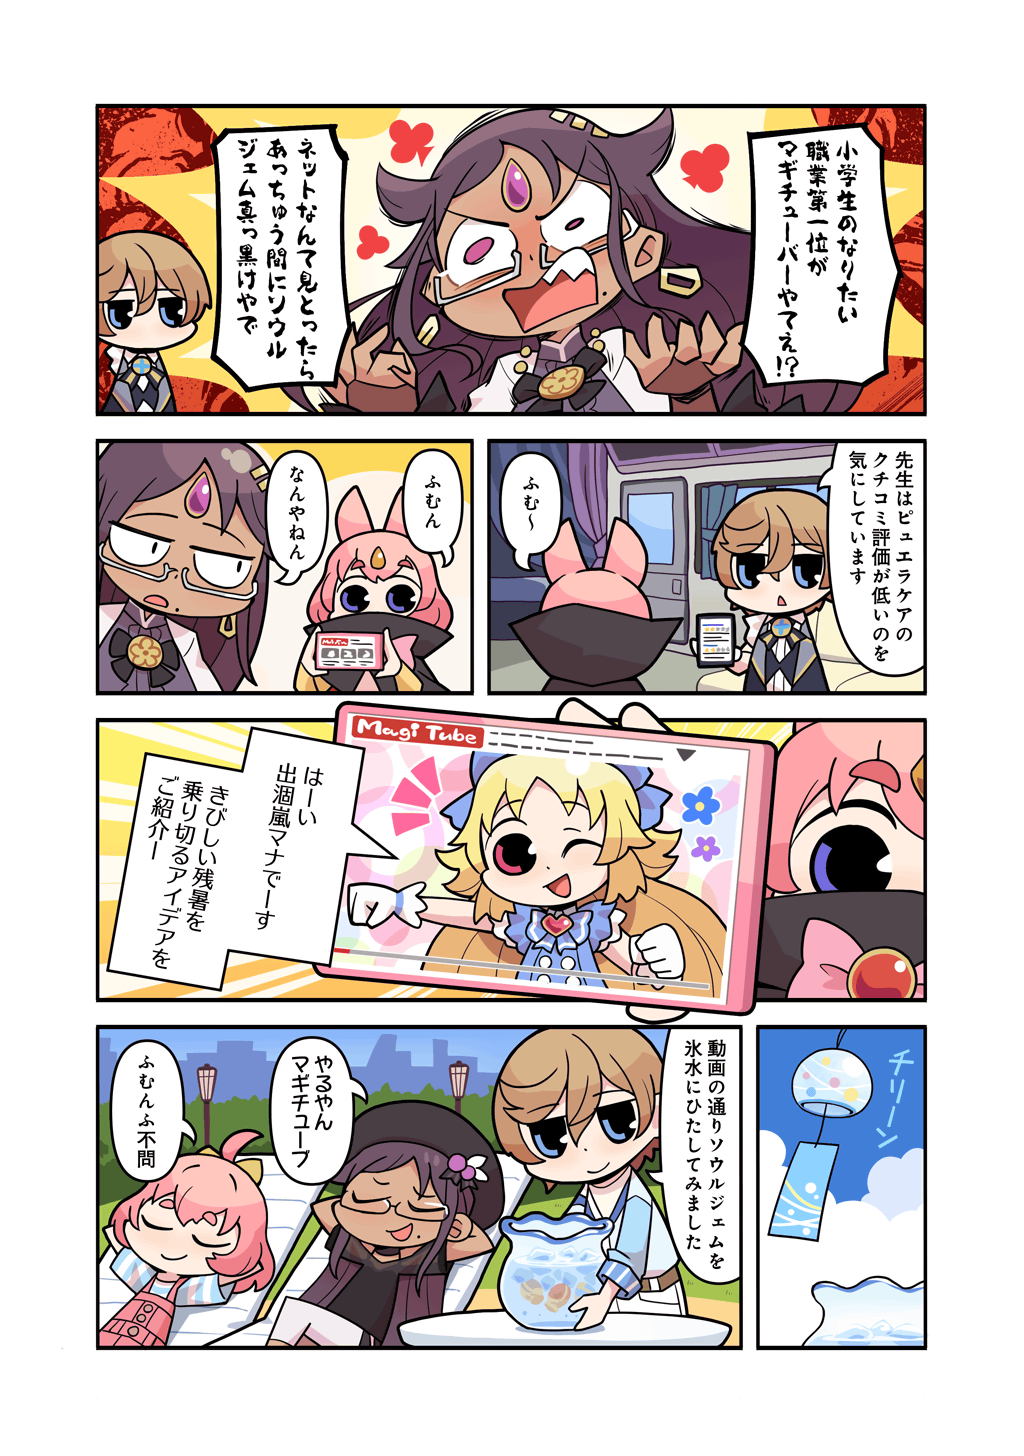 小学生のなりたい
職業第一位が
マギチューバーやてぇ!?
ネットなんて見とったら
あっちゅう間にソウル
ジェム真っ黒けやで
先生はピュエラケアの
クチコミ評価が低いのを
気にしています
ふむ～
ふむん
なんやねん
Magi Tube
はーい
出涸嵐マナでーす
きびしい残暑を
乗り切るアイデアを
ご紹介ー
チリーン
動画の通りソウルジェムを
氷水にひたしてみました
やるやん
マギチューブ
ふむんふ不問